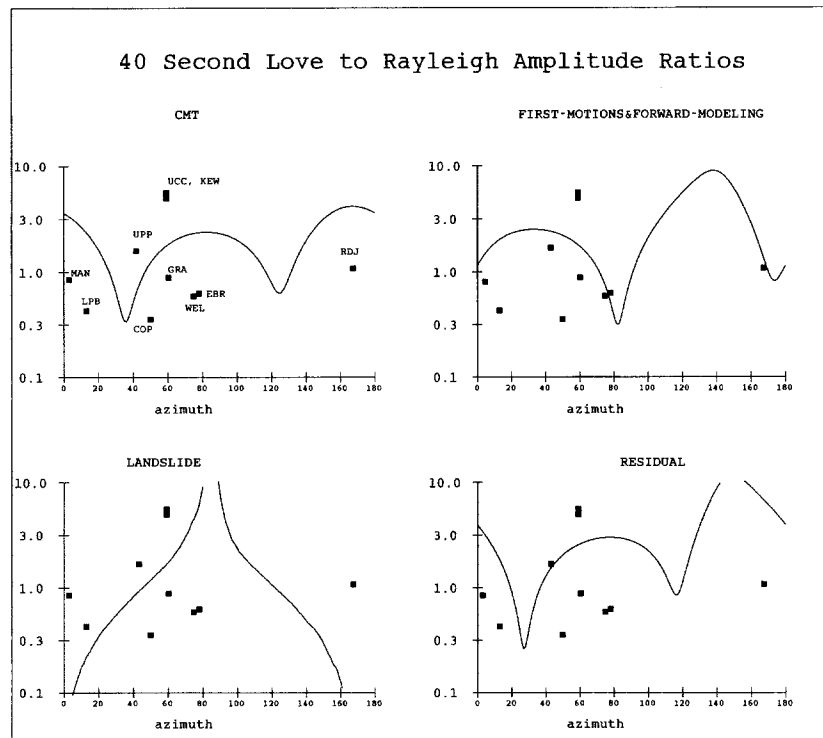 40 Second Love to Rayleigh Amplitude Ratios
CMT
10.0
3.0
1.0
0.3
0.1
UCC, KEW
UPP
MAN
GRA
RDJ
LPB
EBR
WEL
COP
0 20 40 60 80 100 120 140 160 180
azimuth
FIRST-MOTIONS&FORWARD-MODELING
10.0
3.0
1.0
0.3
0.1
0 20 40 60 80 100 120 140 160 180
azimuth
LANDSLIDE
10.0
3.0
1.0
0.3
0.1
0 20 40 60 80 100 120 140 160 180
azimuth
RESIDUAL
10.0
3.0
1.0
0.3
0.1
0 20 40 60 80 100 120 140 160 180
azimuth